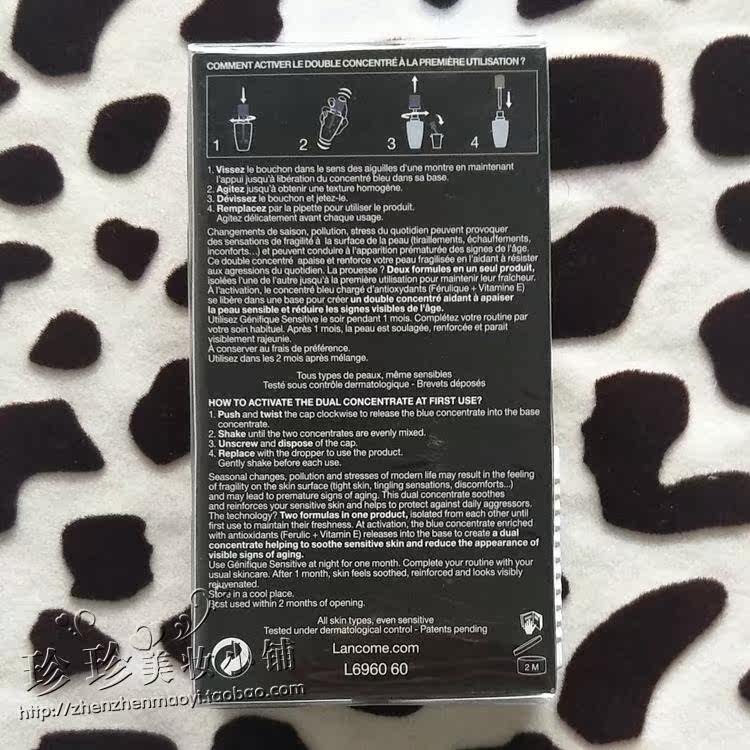 COMMENT ACTIVER LE DOUBLE CONCENTRÉ À LA PREMIÈRE UTILISATION ?
1 2 3 4
1. Vissez le bouchon dans le sens des aiguilles d'une montre en maintenant
l'appui jusqu'à libération du concentré bleu dans sa base.
2. Agitez jusqu'à obtenir une texture homogène.
3. Dévissez le bouchon et jetez-le.
4. Remplacez par la pipette pour utiliser le produit.
Agitez délicatement avant chaque usage.
Changements de saison, pollution, stress du quotidien peuvent provoquer
des sensations de fragilité à la surface de la peau (tiraillements, échauffements,
inconforts...) et peuvent conduire à l'apparition prématurée des signes de l'âge.
Ce double concentré apaise et renforce votre peau fragilisée en l'aidant à résister
aux agressions du quotidien. La prouesse ? Deux formules en un seul produit,
isolées l'une de l'autre jusqu'à la première utilisation pour maintenir leur fraîcheur.
À l'activation, le concentré bleu chargé d'antioxydants (Férulique + Vitamine E)
se libère dans une base pour créer un double concentré aidant à apaiser
la peau sensible et réduire les signes visibles de l'âge.
Utilisez Génifique Sensitive le soir pendant 1 mois. Complétez votre routine par
votre soin habituel. Après 1 mois, la peau est soulagée, renforcée et parait
visiblement rajeunie.
À conserver au frais de préférence.
Utilisez dans les 2 mois après mélange.
Tous types de peaux, même sensibles
Testé sous contrôle dermatologique - Brevets déposés
HOW TO ACTIVATE THE DUAL CONCENTRATE AT FIRST USE?
1. Push and twist the cap clockwise to release the blue concentrate into the base
concentrate.
2. Shake until the two concentrates are evenly mixed.
3. Unscrew and dispose of the cap.
4. Replace with the dropper to use the product.
Gently shake before each use.
Seasonal changes, pollution and stresses of modern life may result in the feeling
of fragility on the skin surface (tight skin, tingling sensations, discomforts...)
and may lead to premature signs of aging. This dual concentrate soothes
and reinforces your sensitive skin and helps to protect against daily aggressors.
The technology? Two formulas in one product, isolated from each other until
first use to maintain their freshness. At activation, the blue concentrate enriched
with antioxidants (Ferulic + Vitamin E) releases into the base to create a dual
concentrate helping to soothe sensitive skin and reduce the appearance of
visible signs of aging.
Use Génifique Sensitive at night for one month. Complete your routine with your
usual skincare. After 1 month, skin feels soothed, reinforced and looks visibly
rejuvenated.
Store in a cool place.
Best used within 2 months of opening.
All skin types, even sensitive
Tested under dermatological control - Patents pending
Lancome.com
L6960 60
2 M
珍珍美妆小铺
http://zhenzhenmaoyi.taobao.com